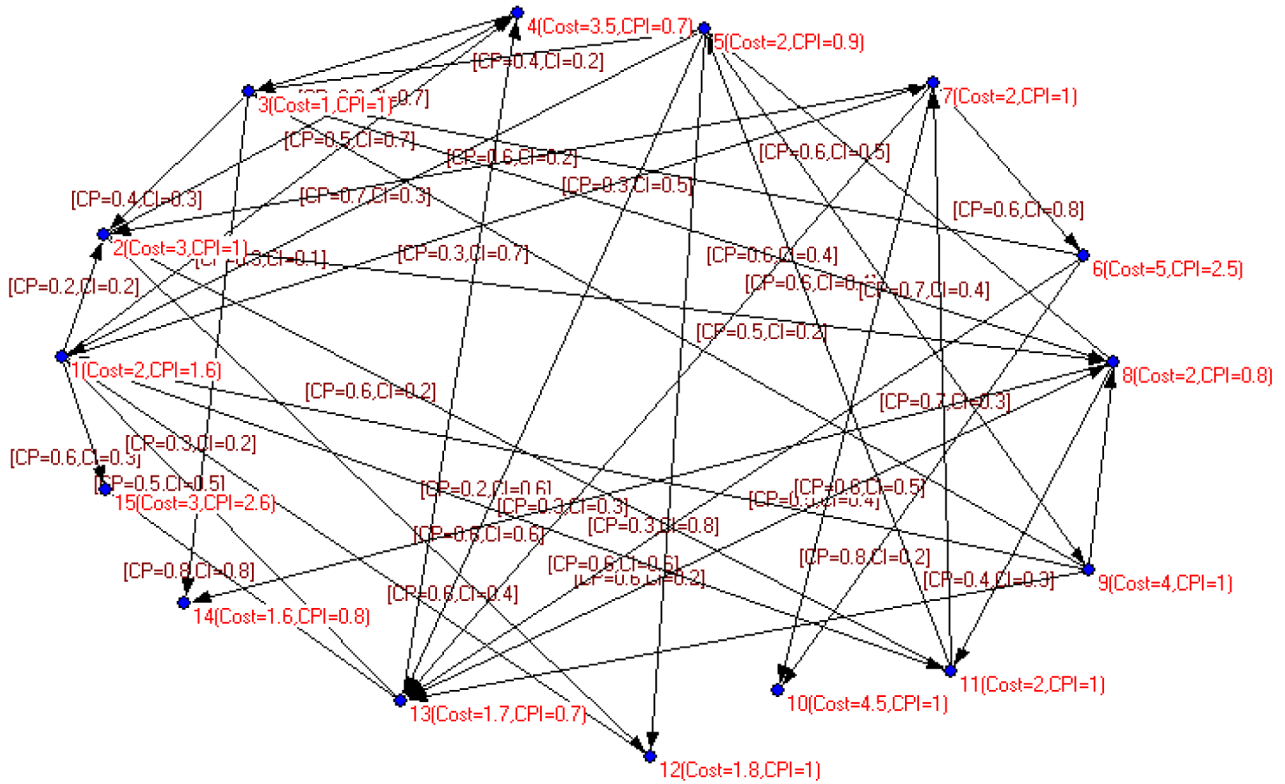 4(Cost=3.5,CPI=0.7)
5(Cost=2,CPI=0.9)
[CP=0.4,CI=0.2]
7(Cost=2,CPI=1)
3(Cost=1,CPI=1)
[CP=0.5,CI=0.7]
[CP=0.6,CI=0.2]
[CP=0.6,CI=0.5]
[CP=0.4,CI=0.3]
[CP=0.7,CI=0.3]
[CP=0.3,CI=0.5]
[CP=0.6,CI=0.8]
2(Cost=3,CPI=1)
[CP=0.3,CI=0.7]
[CP=0.6,CI=0.4]
6(Cost=5,CPI=2.5)
[CP=0.2,CI=0.2]
[CP=0.7,CI=0.4]
[CP=0.5,CI=0.2]
1(Cost=2,CPI=1.6)
8(Cost=2,CPI=0.8)
[CP=0.6,CI=0.2]
[CP=0.7,CI=0.3]
[CP=0.3,CI=0.2]
[CP=0.6,CI=0.3]
[CP=0.5,CI=0.5]
[CP=0.2,CI=0.6]
[CP=0.6,CI=0.5]
15(Cost=3,CPI=2.6)
[CP=0.3,CI=0.3]
[CP=0.3,CI=0.8]
[CP=0.6,CI=0.6]
[CP=0.8,CI=0.2]
[CP=0.8,CI=0.8]
[CP=0.6,CI=0.6]
[CP=0.6,CI=0.2]
[CP=0.4,CI=0.3]
9(Cost=4,CPI=1)
[CP=0.6,CI=0.4]
14(Cost=1.6,CPI=0.8)
11(Cost=2,CPI=1)
10(Cost=4.5,CPI=1)
13(Cost=1.7,CPI=0.7)
12(Cost=1.8,CPI=1)